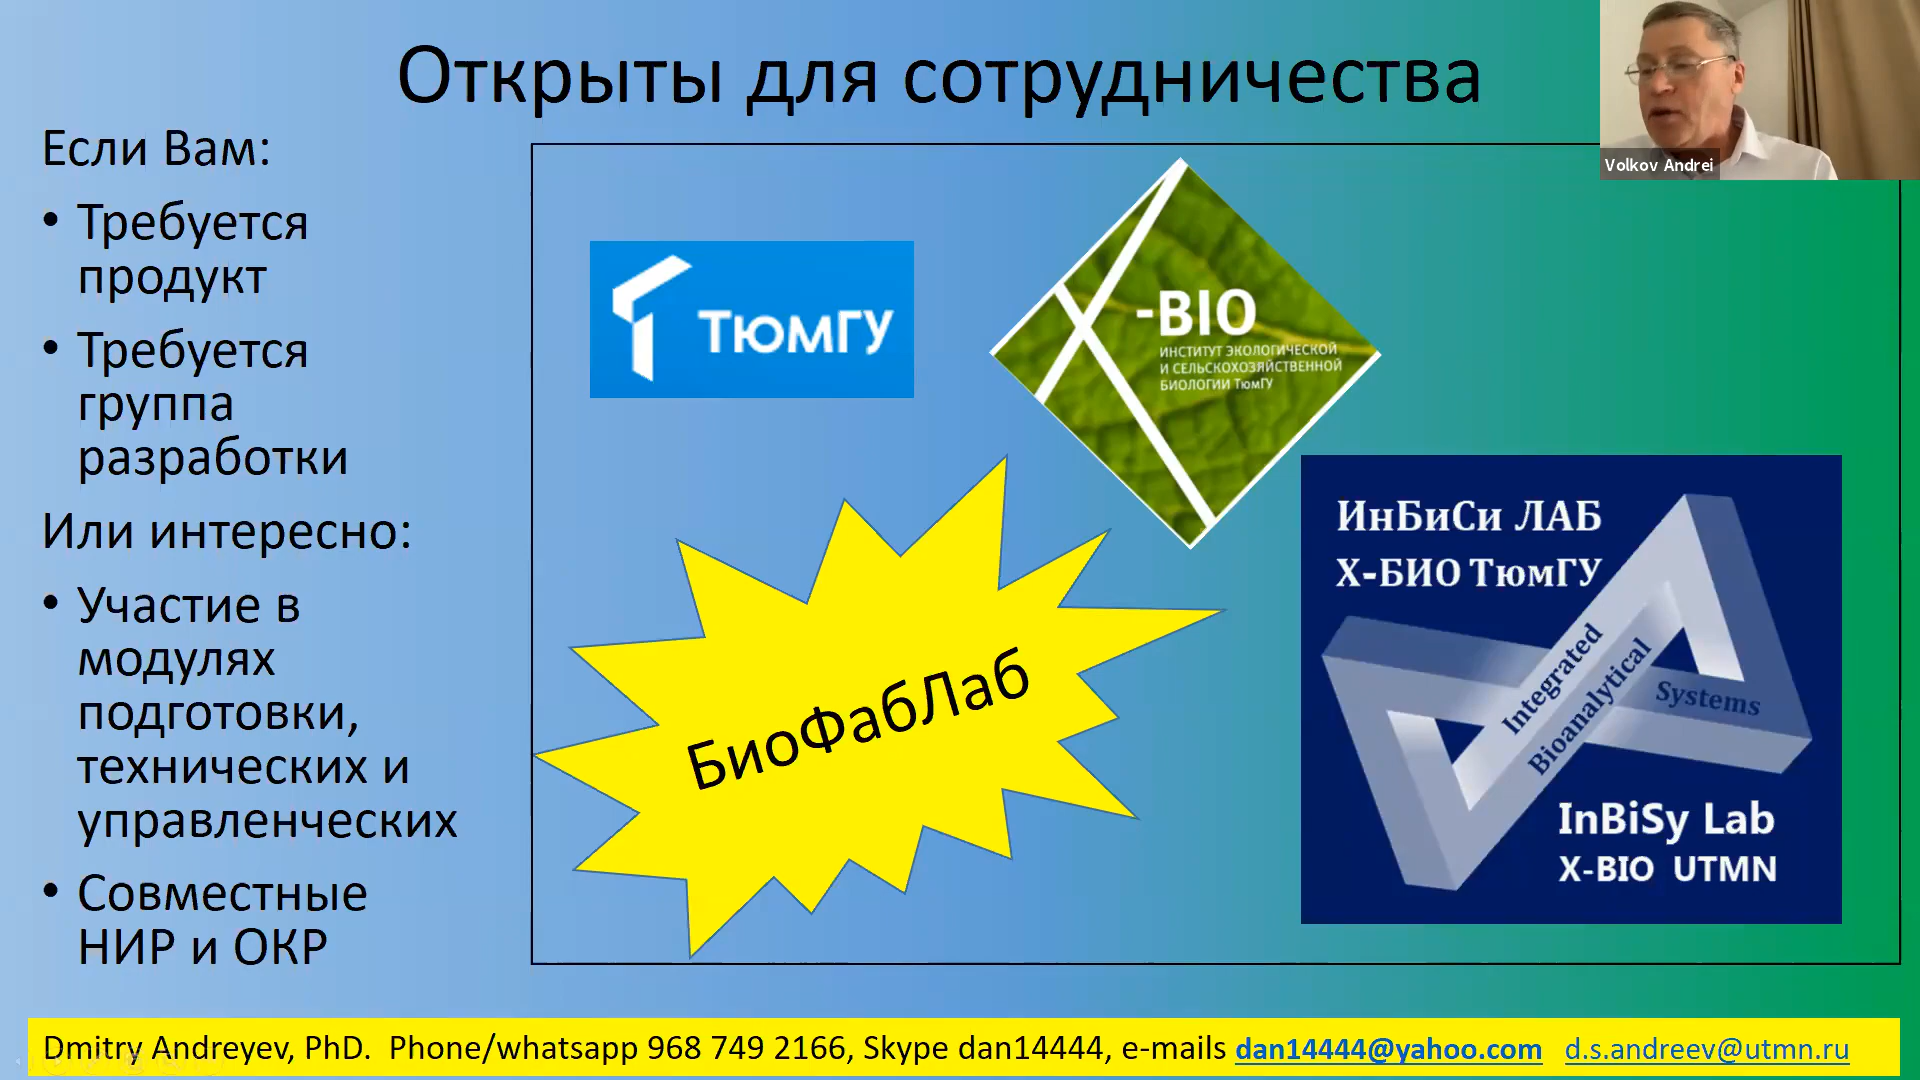 Открыты для сотрудничества
Volkov Andrei
Если Вам:
• Требуется
продукт
• Требуется
группа
разработки
Или интересно:
• Участие в
модулях
подготовки,
технических и
управленческих
• Совместные
НИР и ОКР
ТЮМГУ
-BIO
ИНСТИТУТ ЭКОЛОГИЧЕСКОЙ
И СЕЛЬСКОХОЗЯЙСТВЕННОЙ
БИОЛОГИИ ТюмГУ
БиоФабЛаб
ИнБиСи ЛАБ
Х-БИО ТюмГУ
Integrated
Bioanalytical
Systems
InBiSy Lab
X-BIO UTMN
Dmitry Andreyev, PhD. Phone/whatsapp 968 749 2166, Skype dan14444, e-mails dan14444@yahoo.com d.s.andreev@utmn.ru